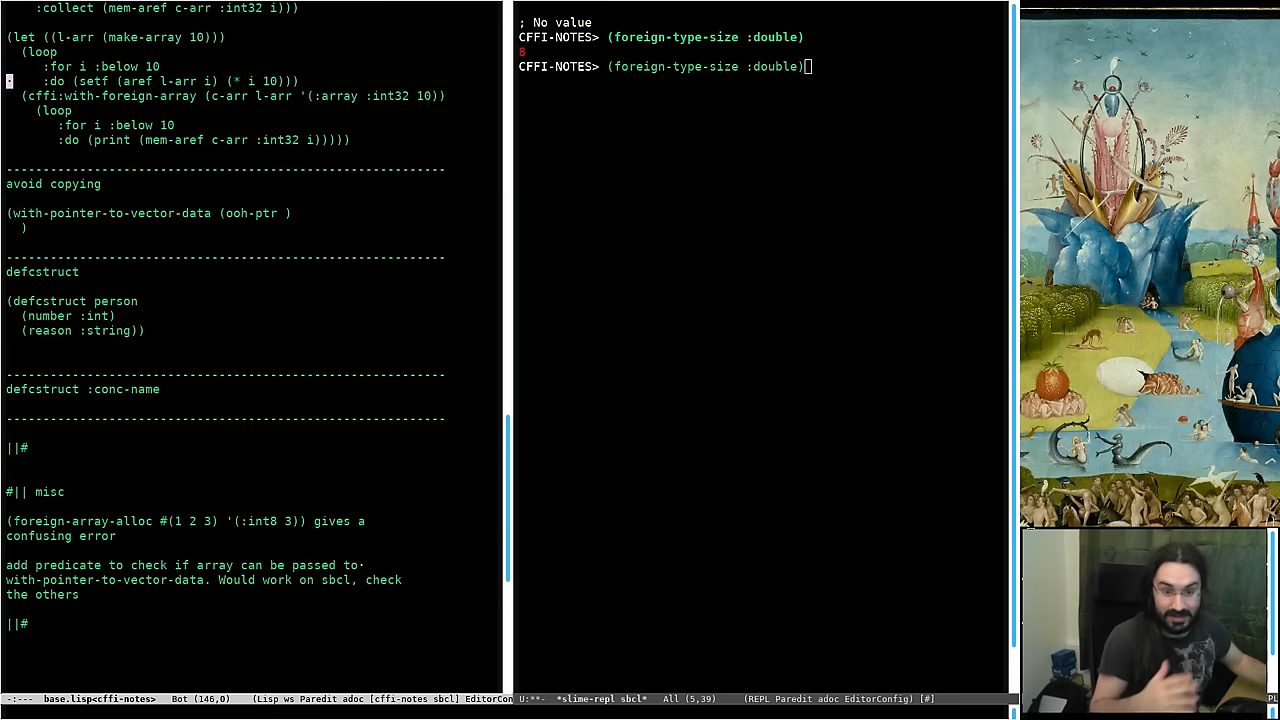 :collect (mem-aref c-arr :int32 i)))
(let ((l-arr (make-array 10)))
(loop
:for i :below 10
:do (setf (aref l-arr i) (* i 10)))
(cffi:with-foreign-array (c-arr l-arr '(:array :int32 10))
(loop
:for i :below 10
:do (print (mem-aref c-arr :int32 i)))))
------------------------------------------------------------
avoid copying
(with-pointer-to-vector-data (ooh-ptr )
)
------------------------------------------------------------
defcstruct
(defcstruct person
(number :int)
(reason :string))
------------------------------------------------------------
defcstruct :conc-name
------------------------------------------------------------
||#
#|| misc
(foreign-array-alloc #(1 2 3) '(:int8 3)) gives a
confusing error
add predicate to check if array can be passed to·
with-pointer-to-vector-data. Would work on sbcl, check
the others
||#
-:--- base.lisp<cffi-notes> Bot (146,0) (Lisp ws Paredit adoc [cffi-notes sbcl] EditorCon
; No value
CFFI-NOTES> (foreign-type-size :double)
8
CFFI-NOTES> (foreign-type-size :double)
U:**- *slime-repl sbcl* All (5,39) (REPL Paredit adoc EditorConfig) [#]